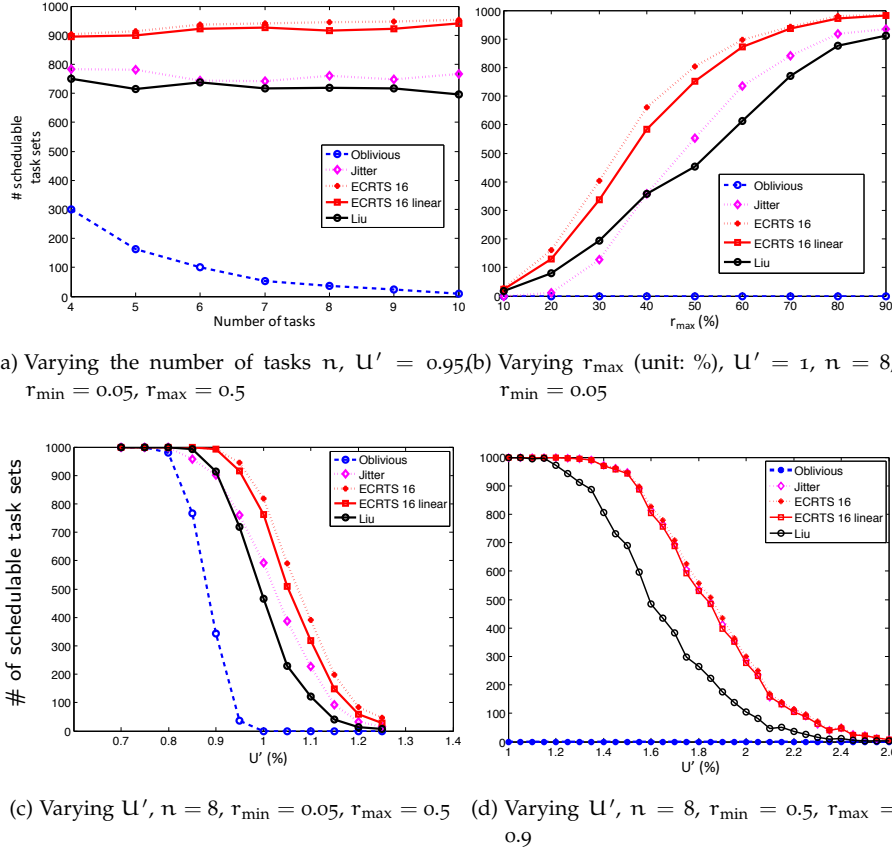 # schedulable
task sets
1000
900
800
700
600
500
400
300
200
100
0
4
5
6
7
8
9
10
Number of tasks
Oblivious
Jitter
ECRTS 16
ECRTS 16 linear
Liu
1000
900
800
700
600
500
400
300
200
100
0
10
20
30
40
50
60
70
80
90
r_max (%)
Oblivious
Jitter
ECRTS 16
ECRTS 16 linear
Liu
a) Varying the number of tasks n, U′ = 0.95,
r_min = 0.05, r_max = 0.5
(b) Varying r_max (unit: %), U′ = 1, n = 8,
r_min = 0.05
# of schedulable task sets
1000
900
800
700
600
500
400
300
200
100
0
0.7
0.8
0.9
1
1.1
1.2
1.3
1.4
U′ (%)
Oblivious
Jitter
ECRTS 16
ECRTS 16 linear
Liu
1000
900
800
700
600
500
400
300
200
100
0
1
1.2
1.4
1.6
1.8
2
2.2
2.4
2.6
U′ (%)
Oblivious
Jitter
ECRTS 16
ECRTS 16 linear
Liu
(c) Varying U′, n = 8, r_min = 0.05, r_max = 0.5
(d) Varying U′, n = 8, r_min = 0.5, r_max =
0.9